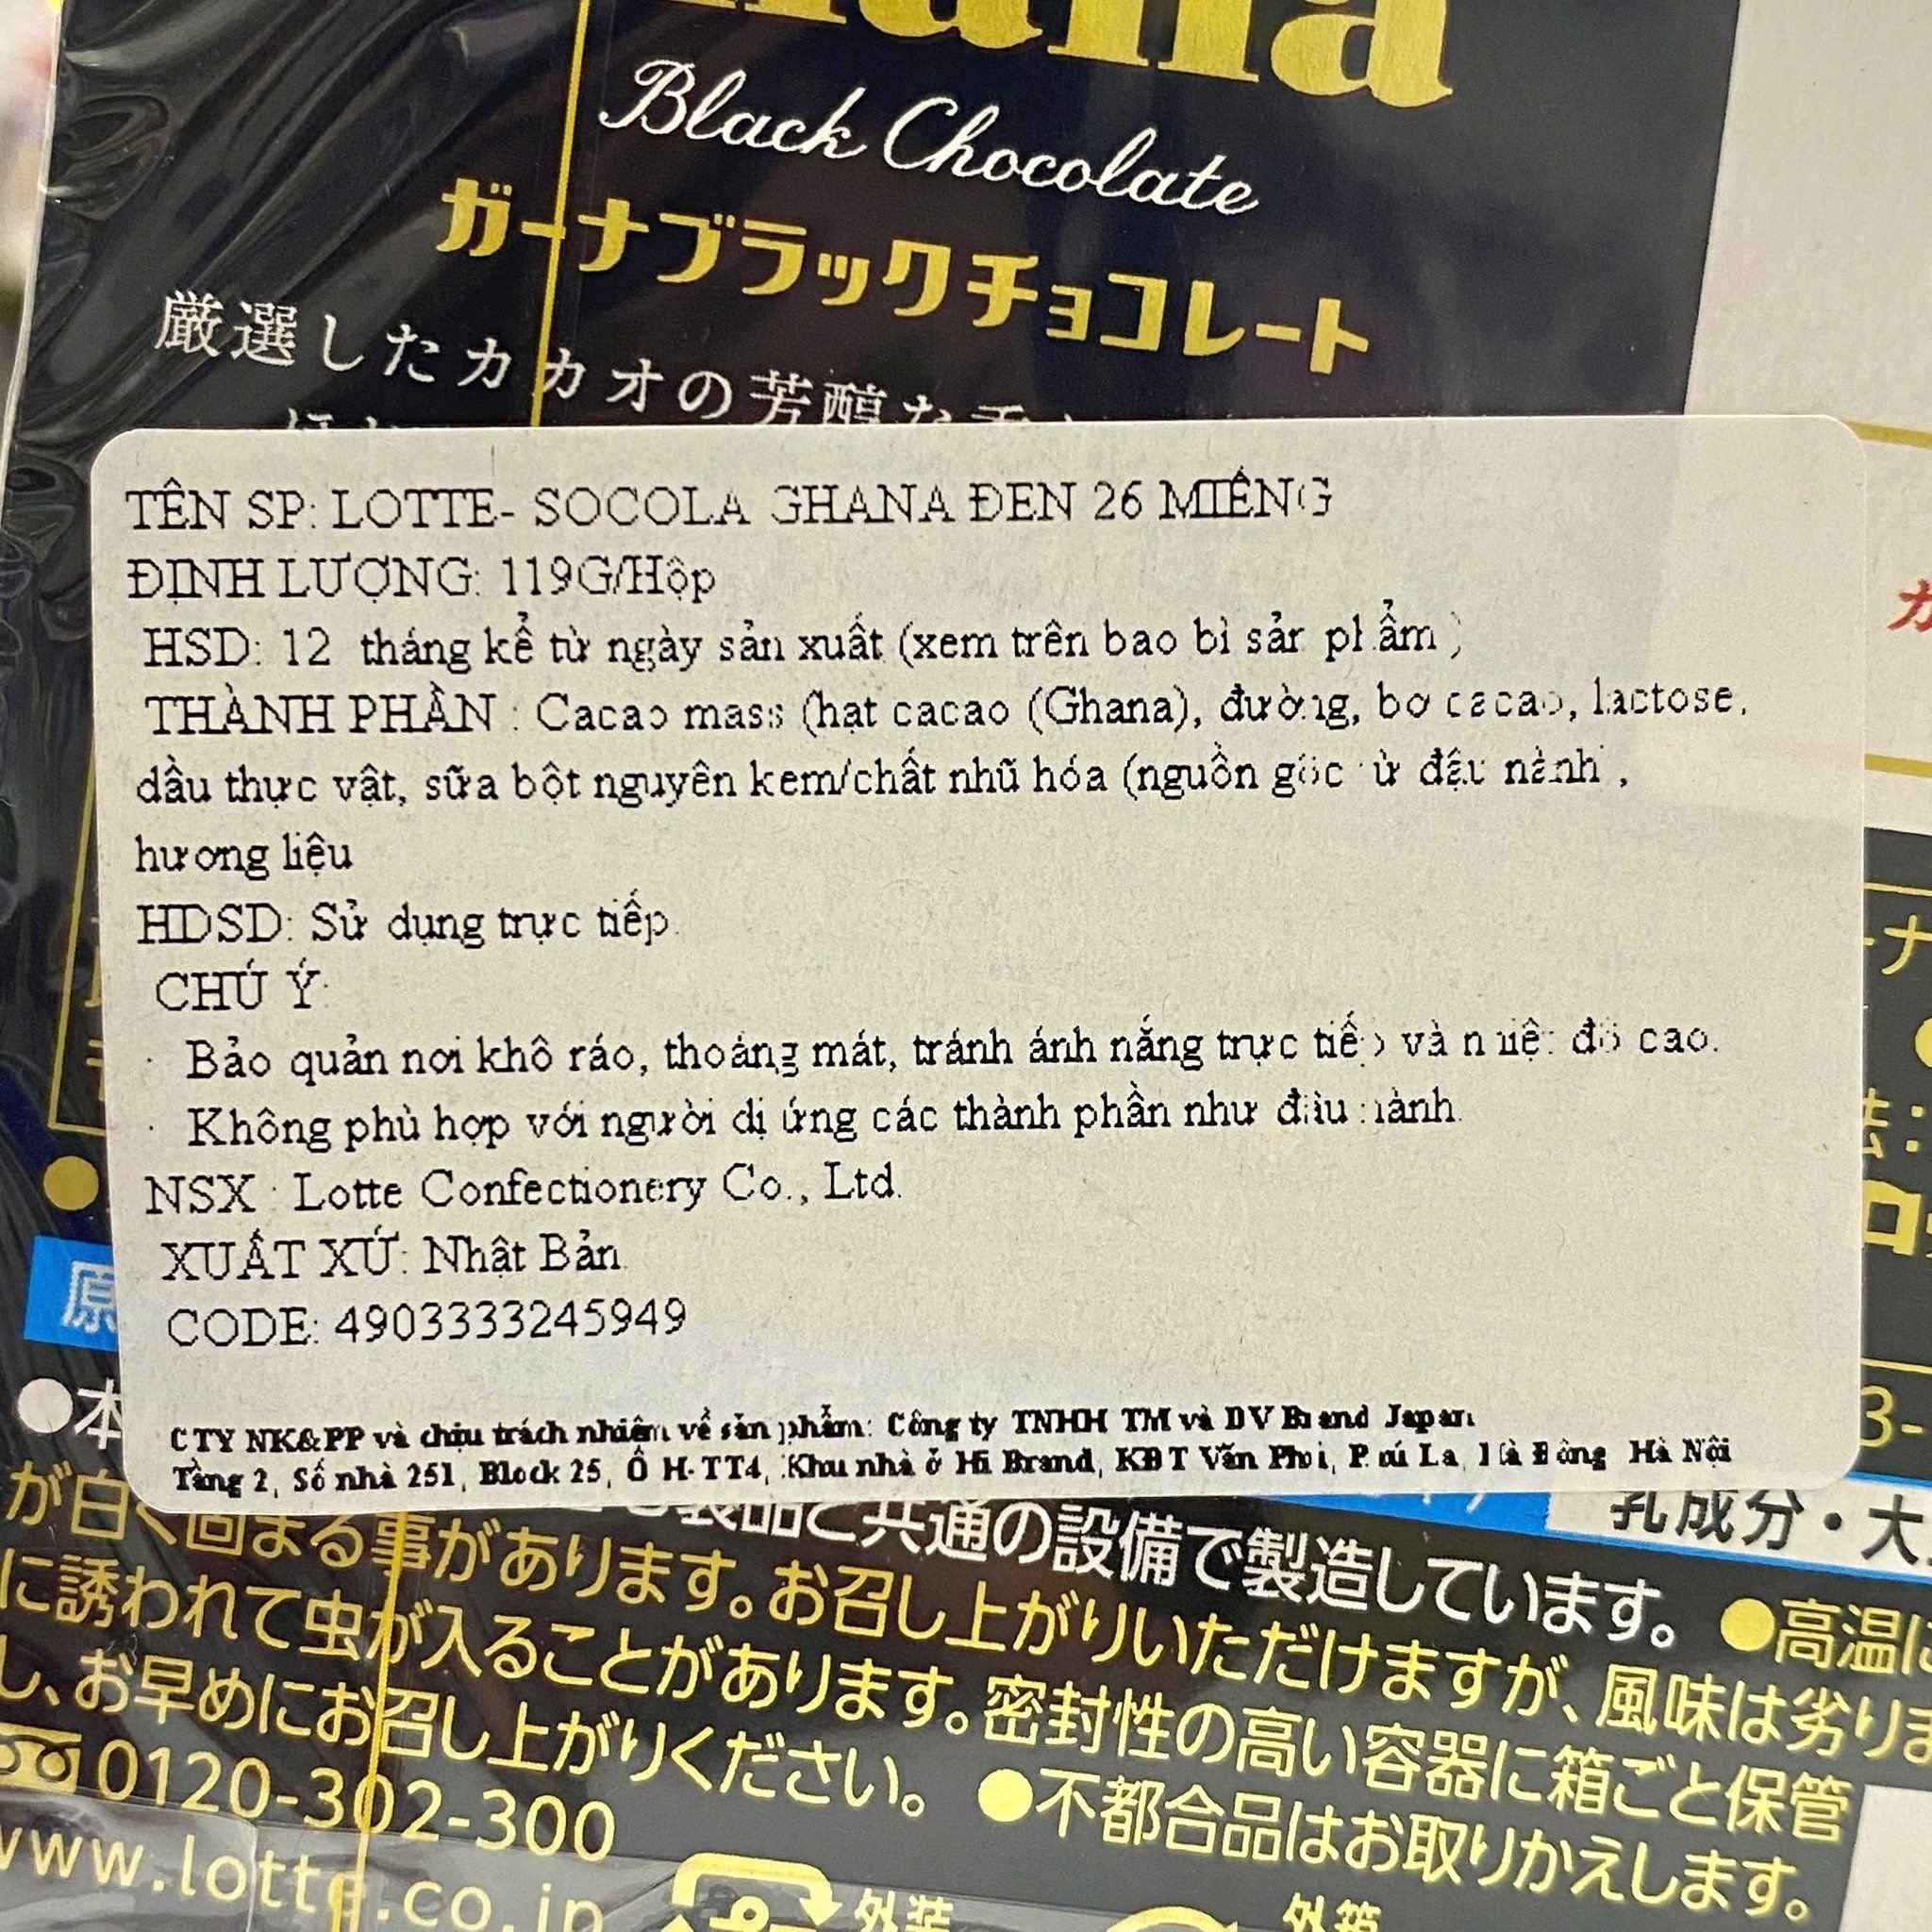 Black Chocolate
ガーナブラックチョコレート
厳選したカカオの芳醇な
TÊN SP: LOTTE- SOCOLA GHANA ĐEN 26 MIẾNG
ĐỊNH LƯỢNG: 119G/Hộp
HSD: 12 tháng kể từ ngày sản xuất (xem trên bao bì sản phẩm )
THÀNH PHẦN : Cacao mass (hạt cacao (Ghana), đường, bơ cacao, lactose,
dầu thực vật, sữa bột nguyên kem/chất nhũ hóa (nguồn gốc từ đậu nành ,
hương liệu
HDSD: Sử dụng trực tiếp.
CHÚ Ý:
· Bảo quản nơi khô ráo, thoáng mát, tránh ánh nắng trực tiếp và nhiệt độ cao.
· Không phù hợp với người dị ứng các thành phần như đậu nành.
NSX : Lotte Confectionery Co., Ltd.
XUẤT XỨ: Nhật Bản
CODE: 4903333245949
CTY NK&PP và chịu trách nhiệm về sản phẩm: Công ty TNHH TM và DV Brand Japan
Tầng 2, Số nhà 251, Block 25, Ô H-TT4, Khu nhà ở Hi Brand, KĐT Văn Phú, P. Phú La, Hà Đông Hà Nội
原
乳成分・大
●本
製品と共通の設備で製造しています。●高温に
が白く固まる事があります。お召し上がりいただけますが、風味は劣りま
に誘われて虫が入ることがあります。密封性の高い容器に箱ごと保管
し、お早めにお召し上がりください。●不都合品はお取りかえします。
0120-302-300
www.lotte.co.jp
外装
外箱